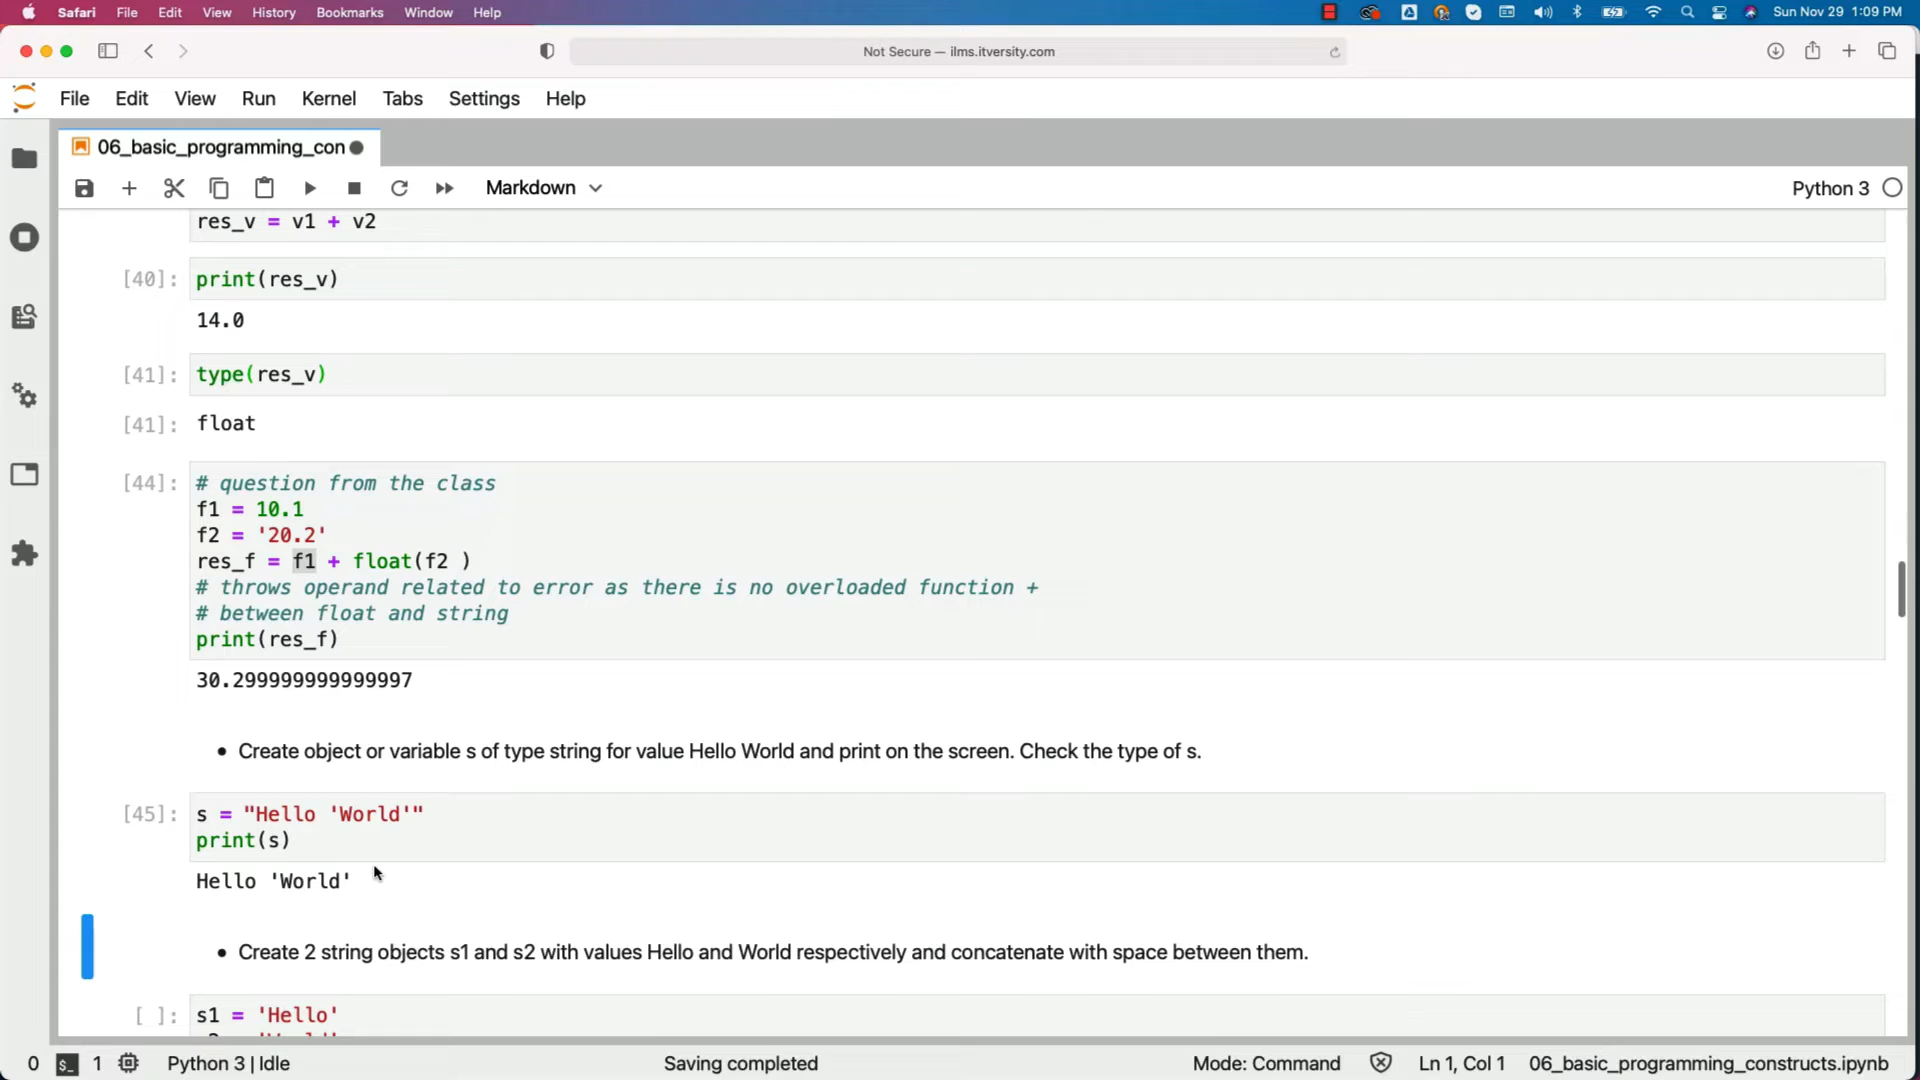 Safari File Edit View History Bookmarks Window Help Sun Nov 29 1:09 PM
Not Secure — ilms.itversity.com
File Edit View Run Kernel Tabs Settings Help
06_basic_programming_con
Markdown Python 3
res_v = v1 + v2
[40]: print(res_v)
14.0
[41]: type(res_v)
[41]: float
[44]: # question from the class
f1 = 10.1
f2 = '20.2'
res_f = f1 + float(f2 )
# throws operand related to error as there is no overloaded function +
# between float and string
print(res_f)
30.299999999999997
• Create object or variable s of type string for value Hello World and print on the screen. Check the type of s.
[45]: s = "Hello 'World'"
print(s)
Hello 'World'
• Create 2 string objects s1 and s2 with values Hello and World respectively and concatenate with space between them.
[ ]: s1 = 'Hello'
0 $_ 1 Python 3 | Idle Saving completed Mode: Command Ln 1, Col 1 06_basic_programming_constructs.ipynb